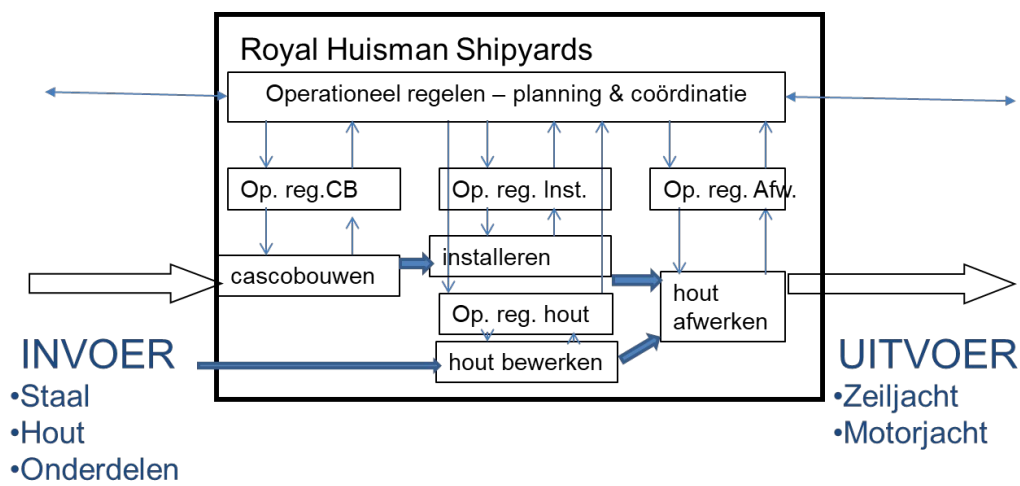 Royal Huisman Shipyards
Operationeel regelen – planning & coördinatie
Op. reg.CB
Op. reg. Inst.
Op. reg. Afw.
cascobouwen
installeren
hout
afwerken
Op. reg. hout
hout bewerken
INVOER
•Staal
•Hout
•Onderdelen
UITVOER
•Zeiljacht
•Motorjacht